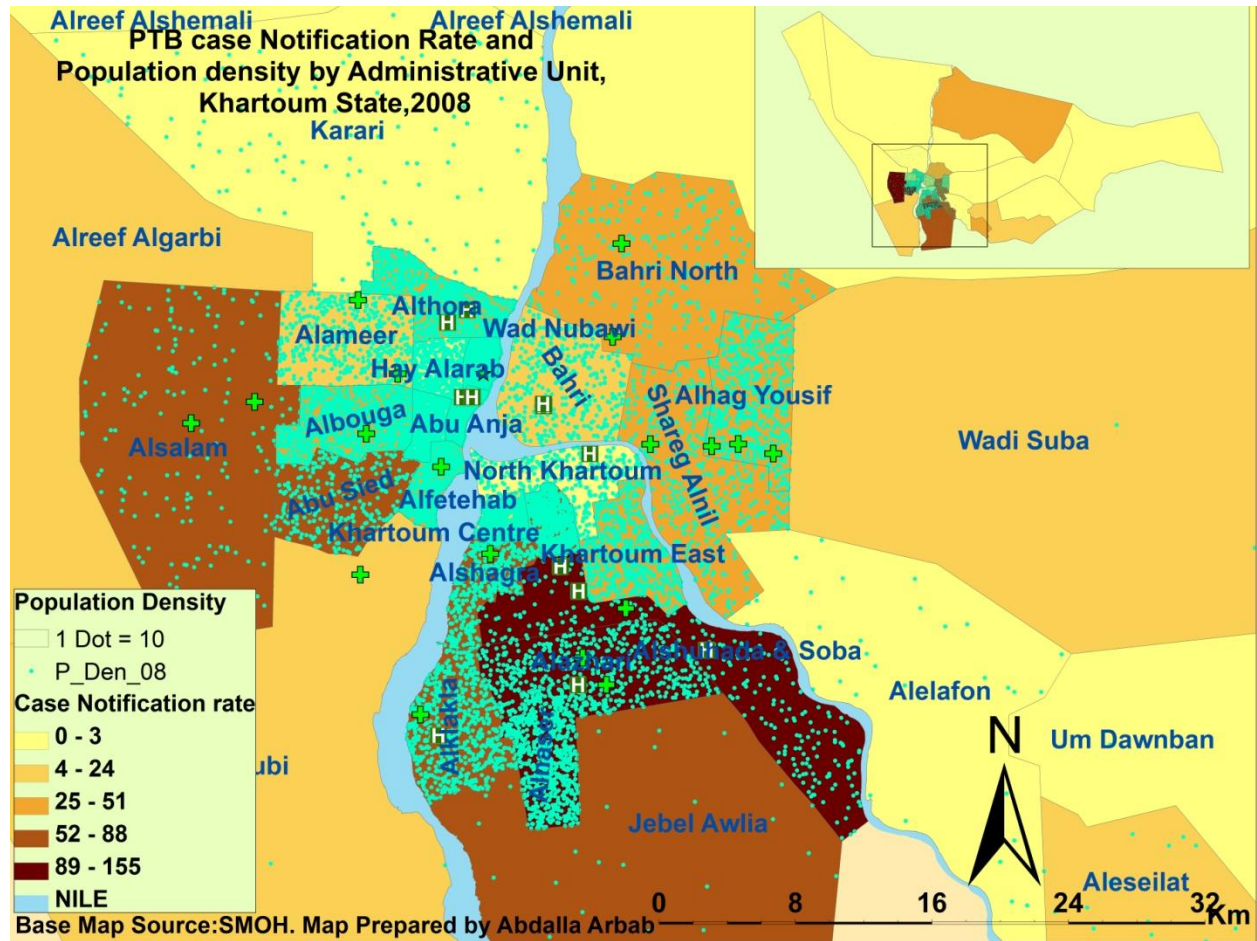 Alreef Alshemali
Alreef Alshemali
PTB case Notification Rate and
Population density by Administrative Unit,
Khartoum State,2008
Karari
Alreef Algarbi
Bahri North
Althora
H
Wad Nubawi
Alameer
Hay Alarab
Bahri
HH
H
Albouga
Abu Anja
Shareg Alnil
Alhag Yousif
Alsalam
Wadi Suba
H
North Khartoum
Abu Sied
Alfetehab
Khartoum Centre
Khartoum East
H
Alshagra
H
Alazhari
Alshuhada & Soba
H
Alelafon
Alklakla
H
N
Um Dawnban
ubi
Jebel Awlia
Aleseilat
Population Density
1 Dot = 10
P_Den_08
Case Notification rate
0 - 3
4 - 24
25 - 51
52 - 88
89 - 155
NILE
0 8 16 24 32
Km
Base Map Source:SMOH. Map Prepared by Abdalla Arbab